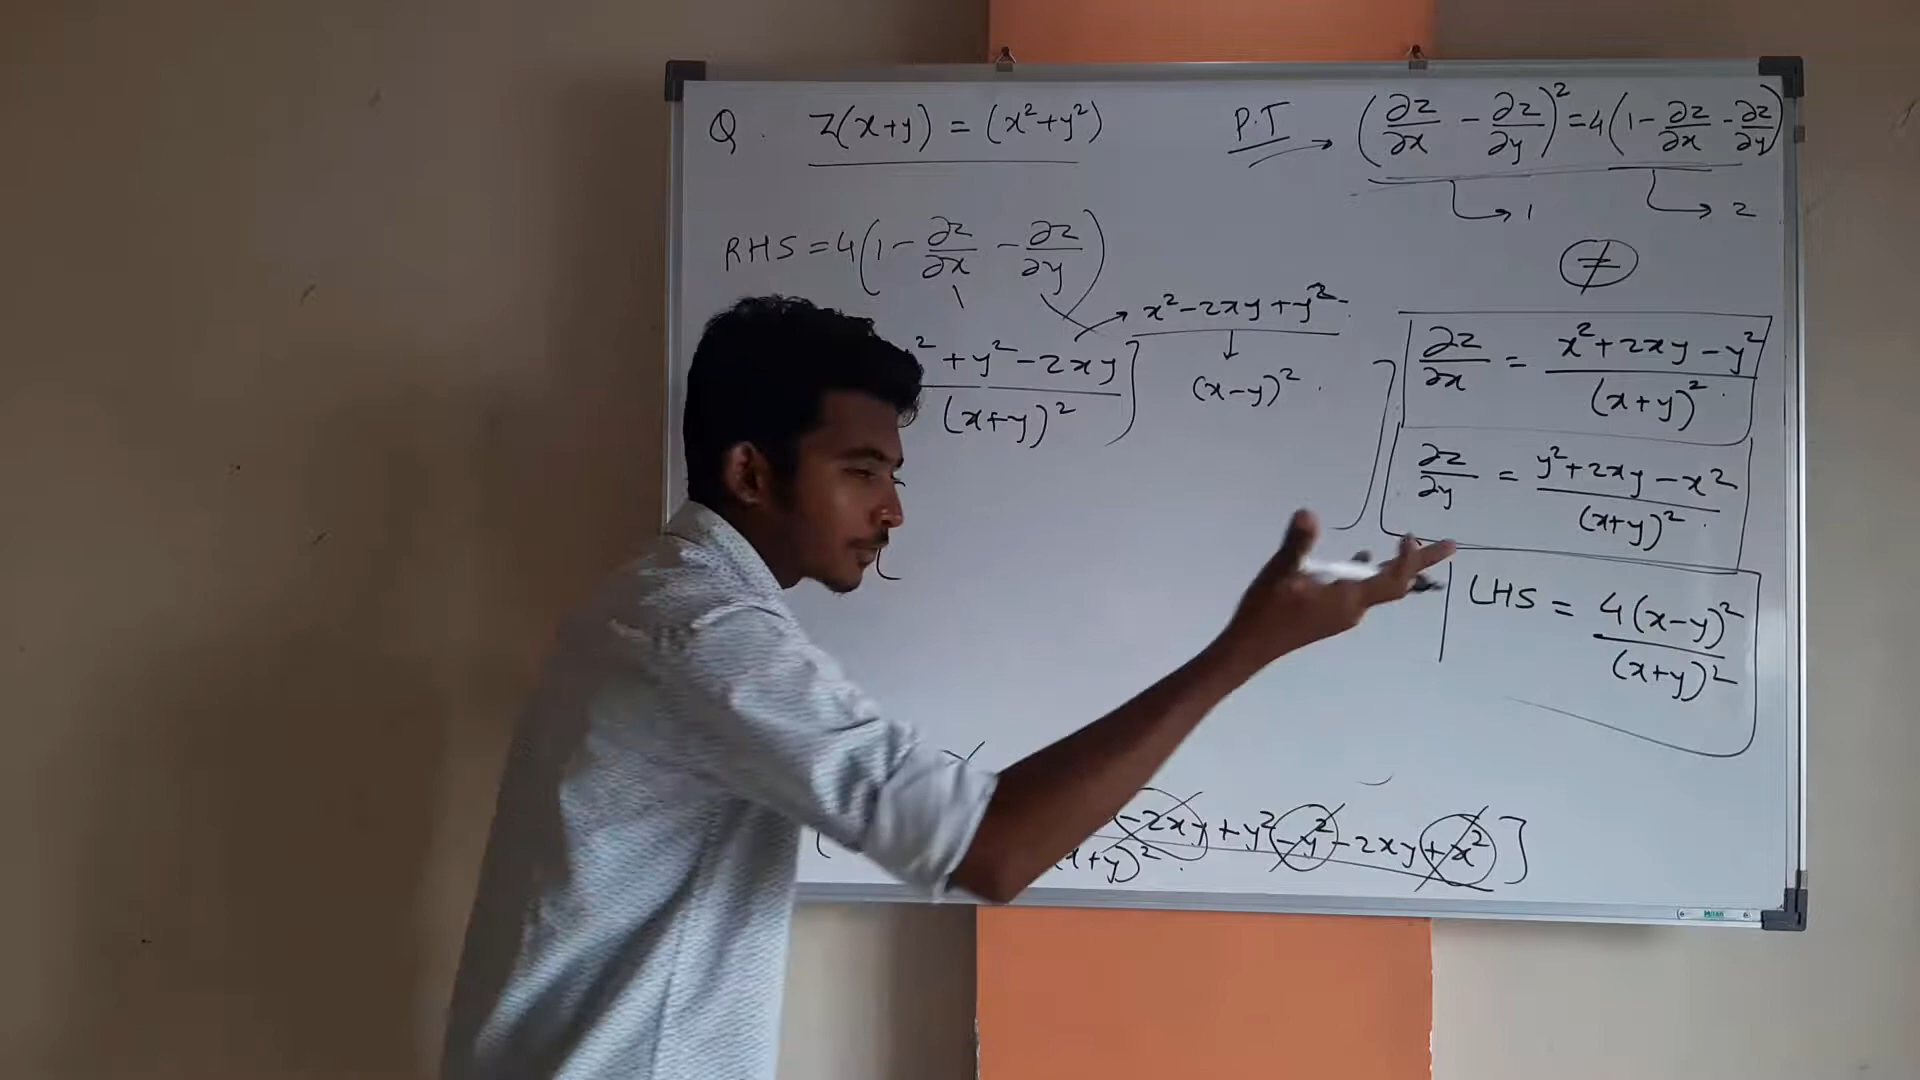 Q. Z(x+y) = (x²+y²) P.T → (∂z/∂x - ∂z/∂y)² = 4(1 - ∂z/∂x - ∂z/∂y)
→ 1 → 2
RHS = 4(1 - ∂z/∂x - ∂z/∂y)
≠
→ x² - 2xy + y²
² + y² - 2xy] / (x+y)²
↓
(x-y)²
∂z/∂x = (x² + 2xy - y²) / (x+y)²
∂z/∂y = (y² + 2xy - x²) / (x+y)²
LHS = 4(x-y)² / (x+y)²
-2xy + y² - y² - 2xy + x²]
x+y)²